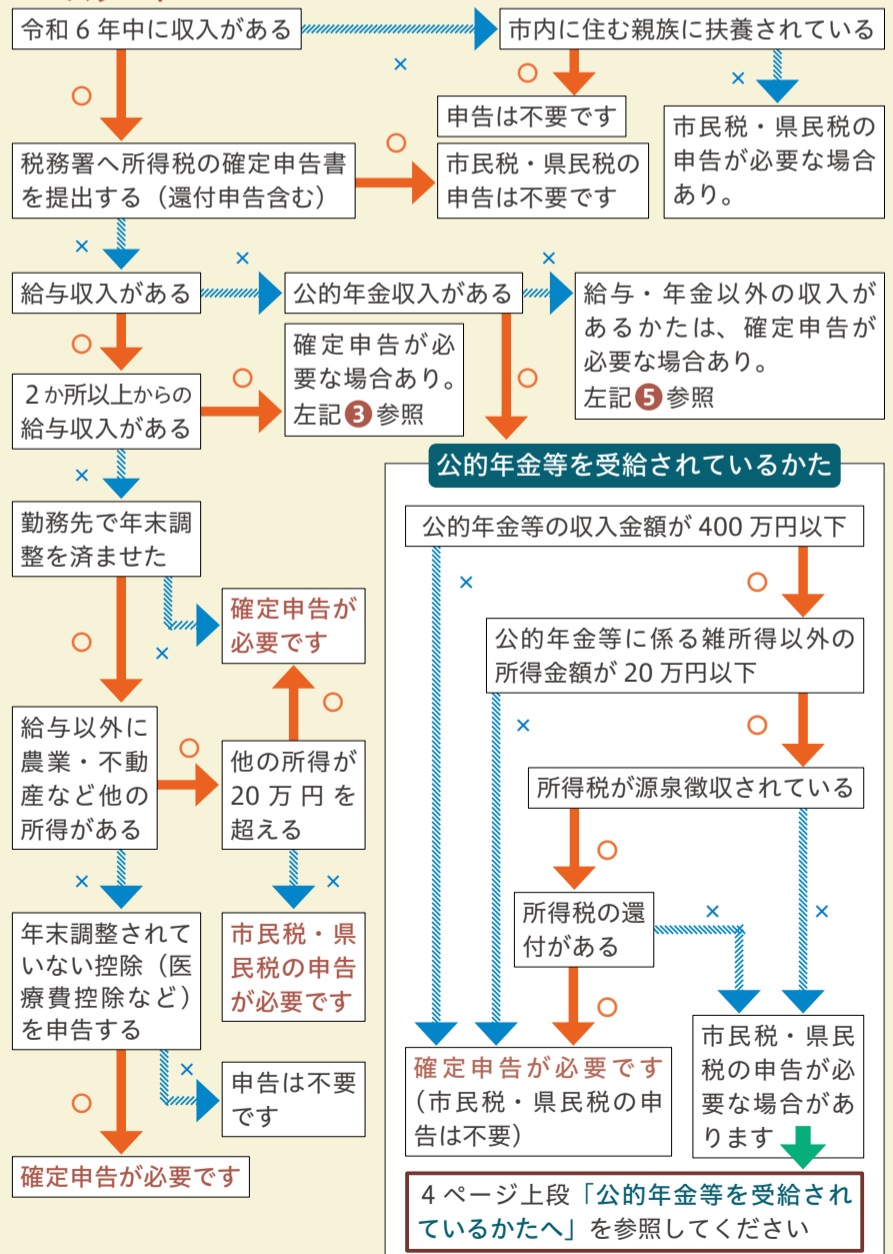 令和6年中に収入がある
市内に住む親族に扶養されている
×
○
○
×
申告は不要です
市民税・県民税の
申告が必要な場合
あり。
税務署へ所得税の確定申告書
を提出する（還付申告含む）
○
市民税・県民税の
申告は不要です
×
給与収入がある
×
公的年金収入がある
×
給与・年金以外の収入が
あるかたは、確定申告が
必要な場合あり。
左記❺参照
○
○
2か所以上からの
給与収入がある
○
確定申告が必
要な場合あり。
左記❸参照
×
勤務先で年末調
整を済ませた
×
確定申告が
必要です
○
給与以外に
農業・不動
産など他の
所得がある
○
他の所得が
20万円を
超える
○
×
×
市民税・県
民税の申告
が必要です
年末調整されて
いない控除（医
療費控除など）
を申告する
×
申告は不要
です
○
確定申告が必要です
公的年金等を受給されているかた
公的年金等の収入金額が400万円以下
×
○
公的年金等に係る雑所得以外の
所得金額が20万円以下
×
○
所得税が源泉徴収されている
○
×
所得税の還
付がある
×
○
確定申告が必要です
（市民税・県民税の申
告は不要）
市民税・県民
税の申告が必
要な場合があ
ります
4ページ上段「公的年金等を受給され
ているかたへ」を参照してください